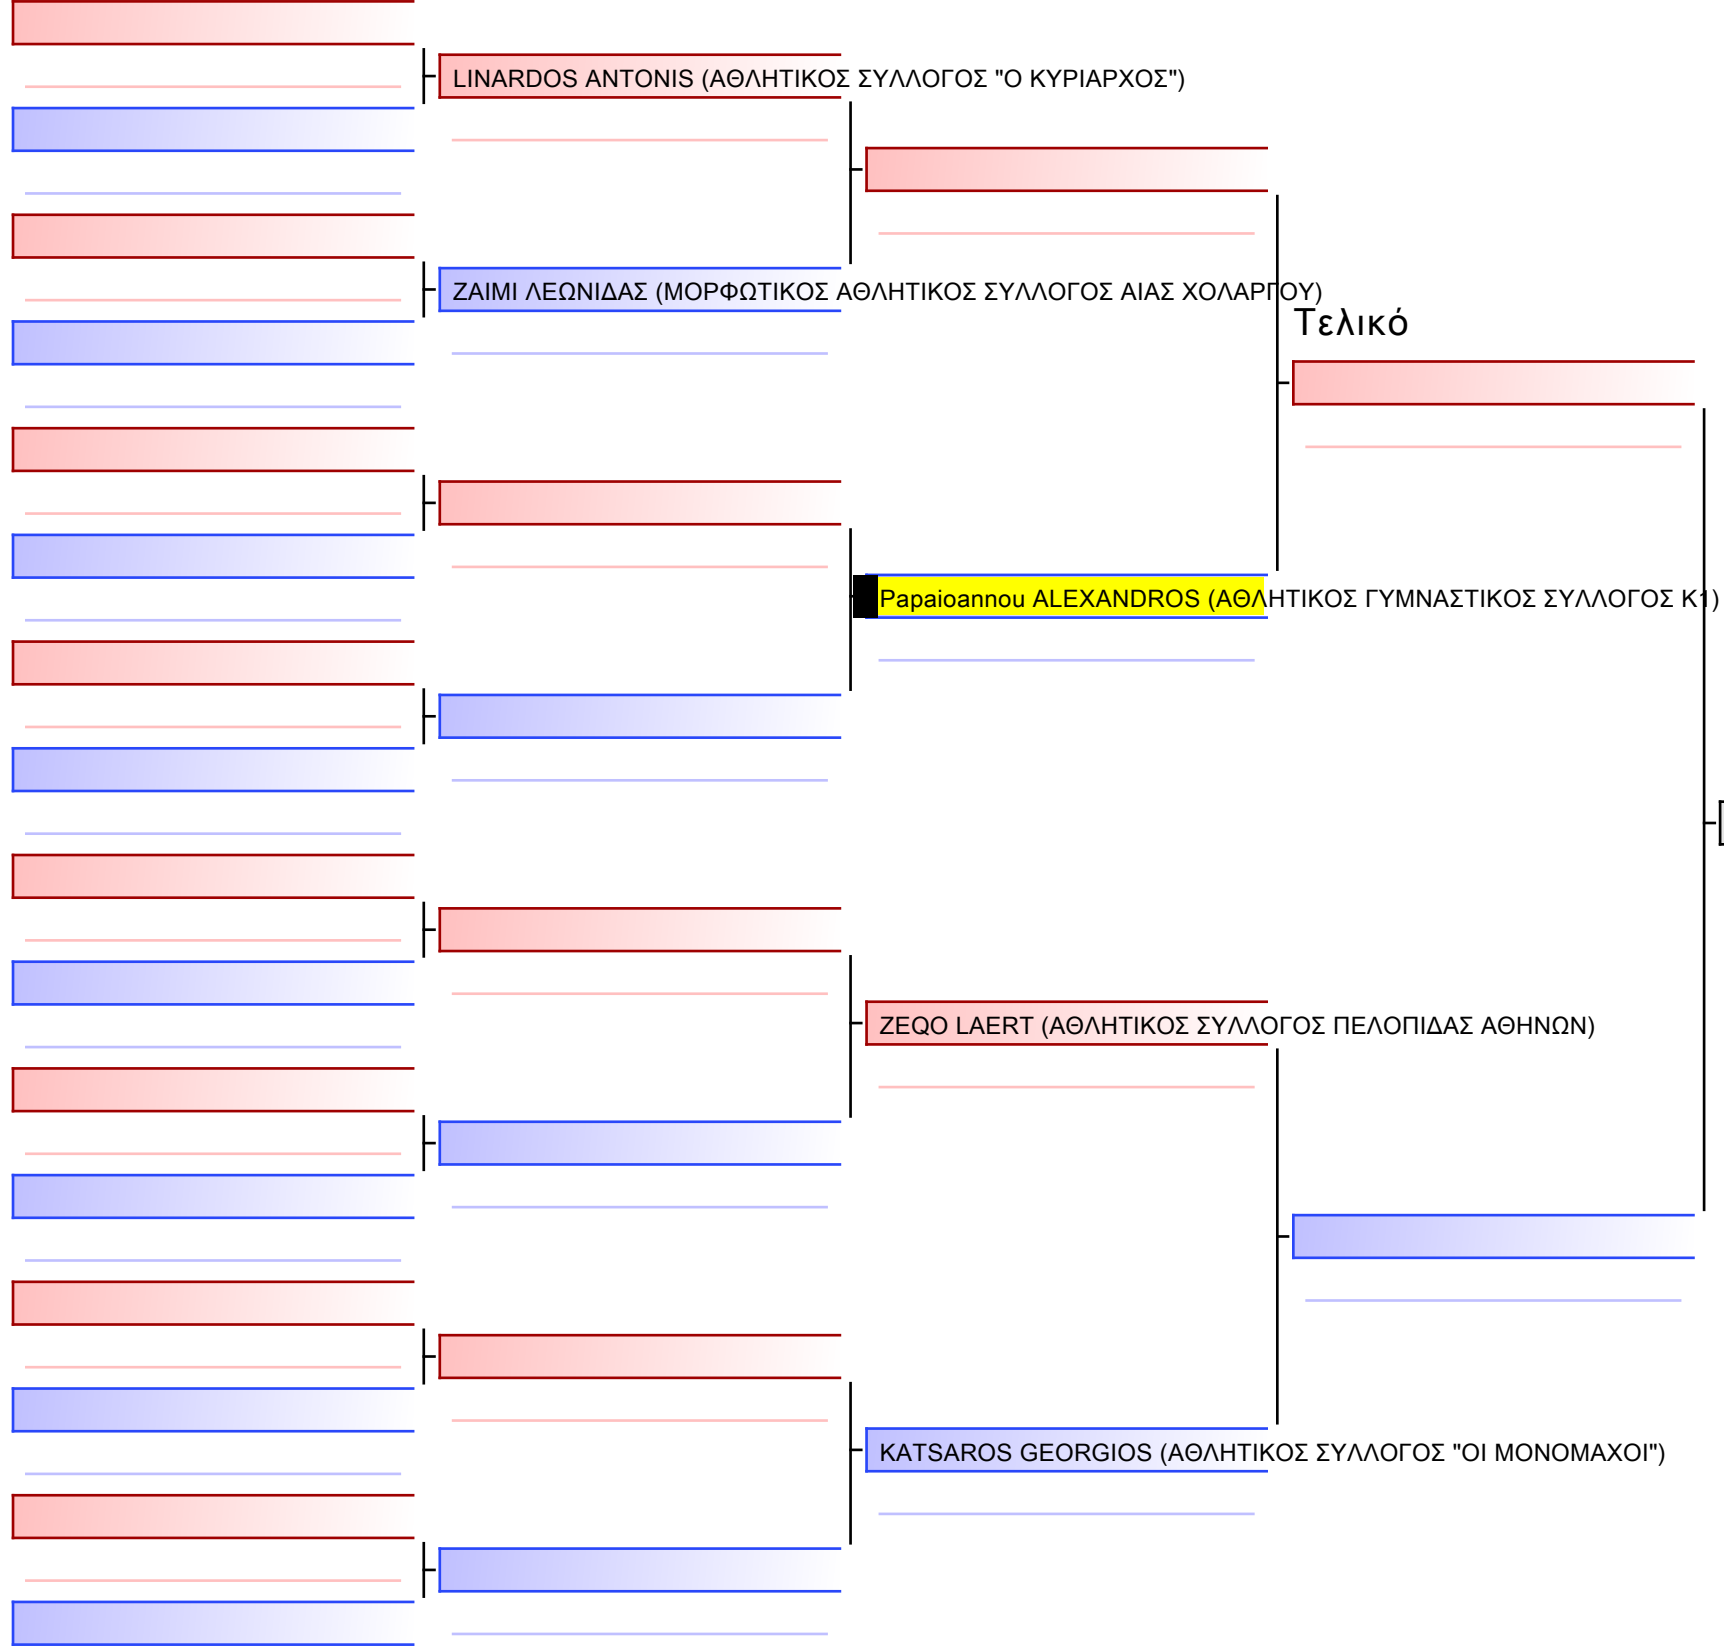 LINARDOS ANTONIS (ΑΘΛΗΤΙΚΟΣ ΣΥΛΛΟΓΟΣ "Ο ΚΥΡΙΑΡΧΟΣ")
ΖΑΙΜΙ ΛΕΩΝΙΔΑΣ (ΜΟΡΦΩΤΙΚΟΣ ΑΘΛΗΤΙΚΟΣ ΣΥΛΛΟΓΟΣ ΑΙΑΣ ΧΟΛΑΡΓΟΥ)
Τελικό
Papaioannou ALEXANDROS (ΑΘΛΗΤΙΚΟΣ ΓΥΜΝΑΣΤΙΚΟΣ ΣΥΛΛΟΓΟΣ Κ1)
ZEQO LAERT (ΑΘΛΗΤΙΚΟΣ ΣΥΛΛΟΓΟΣ ΠΕΛΟΠΙΔΑΣ ΑΘΗΝΩΝ)
KATSAROS GEORGIOS (ΑΘΛΗΤΙΚΟΣ ΣΥΛΛΟΓΟΣ "ΟΙ ΜΟΝΟΜΑΧΟΙ")